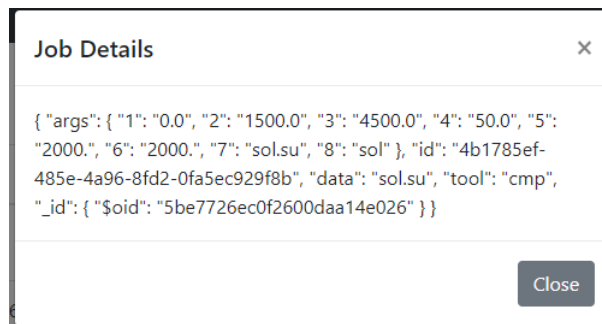 Job Details
×
{ "args": { "1": "0.0", "2": "1500.0", "3": "4500.0", "4": "50.0", "5":
"2000.", "6": "2000.", "7": "sol.su", "8": "sol" }, "id": "4b1785ef-
485e-4a96-8fd2-0fa5ec929f8b", "data": "sol.su", "tool": "cmp",
"_id": { "$oid": "5be7726ec0f2600daa14e026" } }
Close